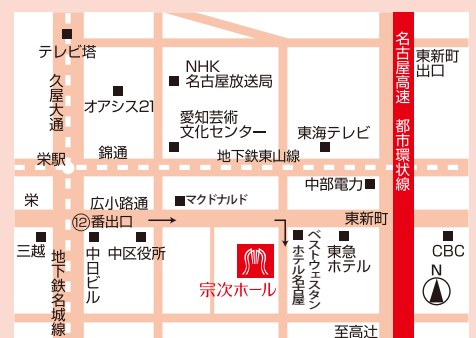 テレビ塔
NHK
名古屋放送局
オアシス21
愛知芸術
文化センター
東海テレビ
名古屋高速 都市環状線
東新町
出口
久屋大通
栄駅
錦通
地下鉄東山線
中部電力
栄
広小路通
マクドナルド
⑫番出口
東新町
三越
中日ビル
中区役所
宗次ホール
ベストウェスタン
ホテル名古屋
東急
ホテル
CBC
N
地下鉄名城線
至高辻